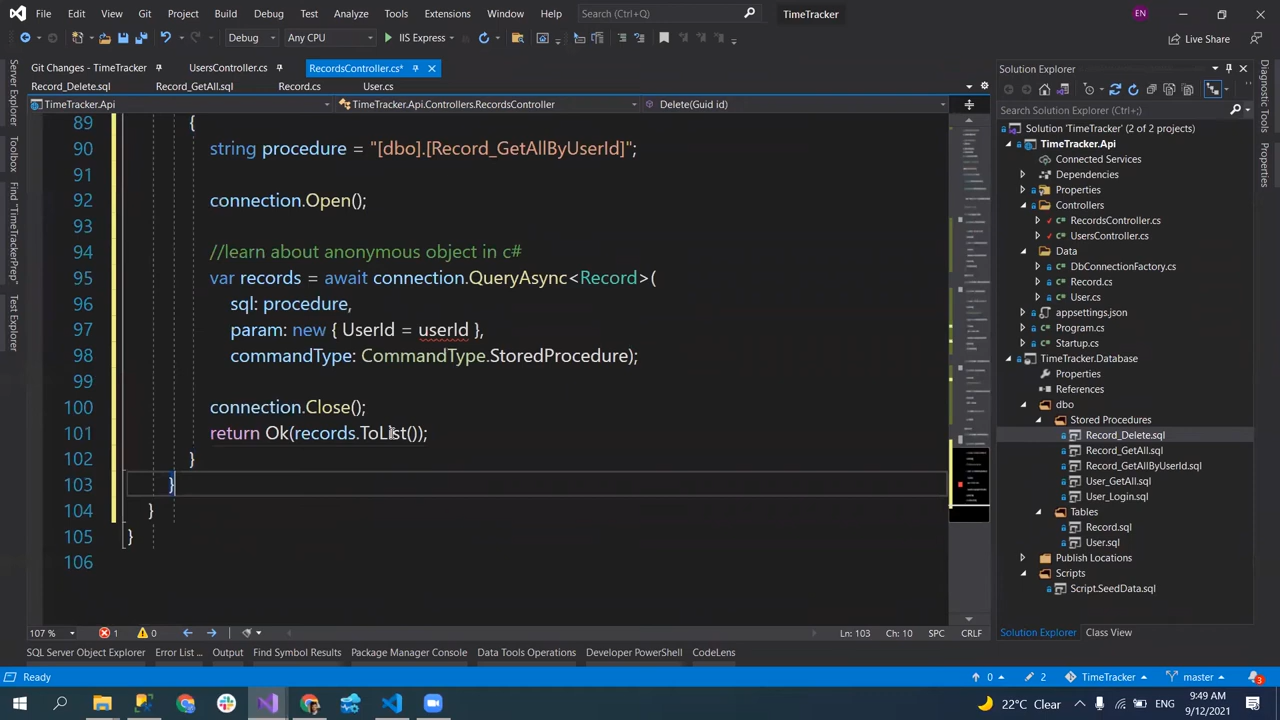 File Edit View Git Project Build Debug Test Analyze Tools Extensions Window Help Search (Ctrl+Q) TimeTracker EN
Debug Any CPU IIS Express Live Share
Git Changes - TimeTracker UsersController.cs RecordsController.cs*
Record_Delete.sql Record_GetAll.sql Record.cs User.cs
TimeTracker.Api TimeTracker.Api.Controllers.RecordsController Delete(Guid id)
Server Explorer
Toolbox
Test Explorer
89 {
90 string procedure = "[dbo].[Record_GetAllByUserId]";
91
92 connection.Open();
93
94 //learn about anonymous object in c#
95 var records = await connection.QueryAsync<Record>(
96 sql: procedure,
97 param: new { UserId = userId },
98 commandType: CommandType.StoredProcedure);
99
100 connection.Close();
101 return Ok(records.ToList());
102 }
103 }
104 }
105 }
106
107 % 1 0 Ln: 103 Ch: 10 SPC CRLF
Solution Explorer
Search Solution Explorer (Ctrl+;)
Solution 'TimeTracker' (2 of 2 projects)
TimeTracker.Api
Connected Services
Dependencies
Properties
Controllers
RecordsController.cs
UsersController.cs
Data
DbConnectionFactory.cs
Record.cs
User.cs
appsettings.json
Program.cs
Startup.cs
TimeTracker.Database
Properties
References
dbo
Stored Procedures
Record_Delete.sql
Record_GetAll.sql
Record_GetAllByUserId.sql
User_GetAll.sql
User_Login.sql
Tables
Record.sql
User.sql
Publish Locations
Scripts
Script.SeedData.sql
Solution Explorer Class View
Diagnostic Tools
Properties
SQL Server Object Explorer Error List ... Output Find Symbol Results Package Manager Console Data Tools Operations Developer PowerShell CodeLens
Ready 0 2 TimeTracker master 3
22°C Clear ENG 9:49 AM
9/12/2021